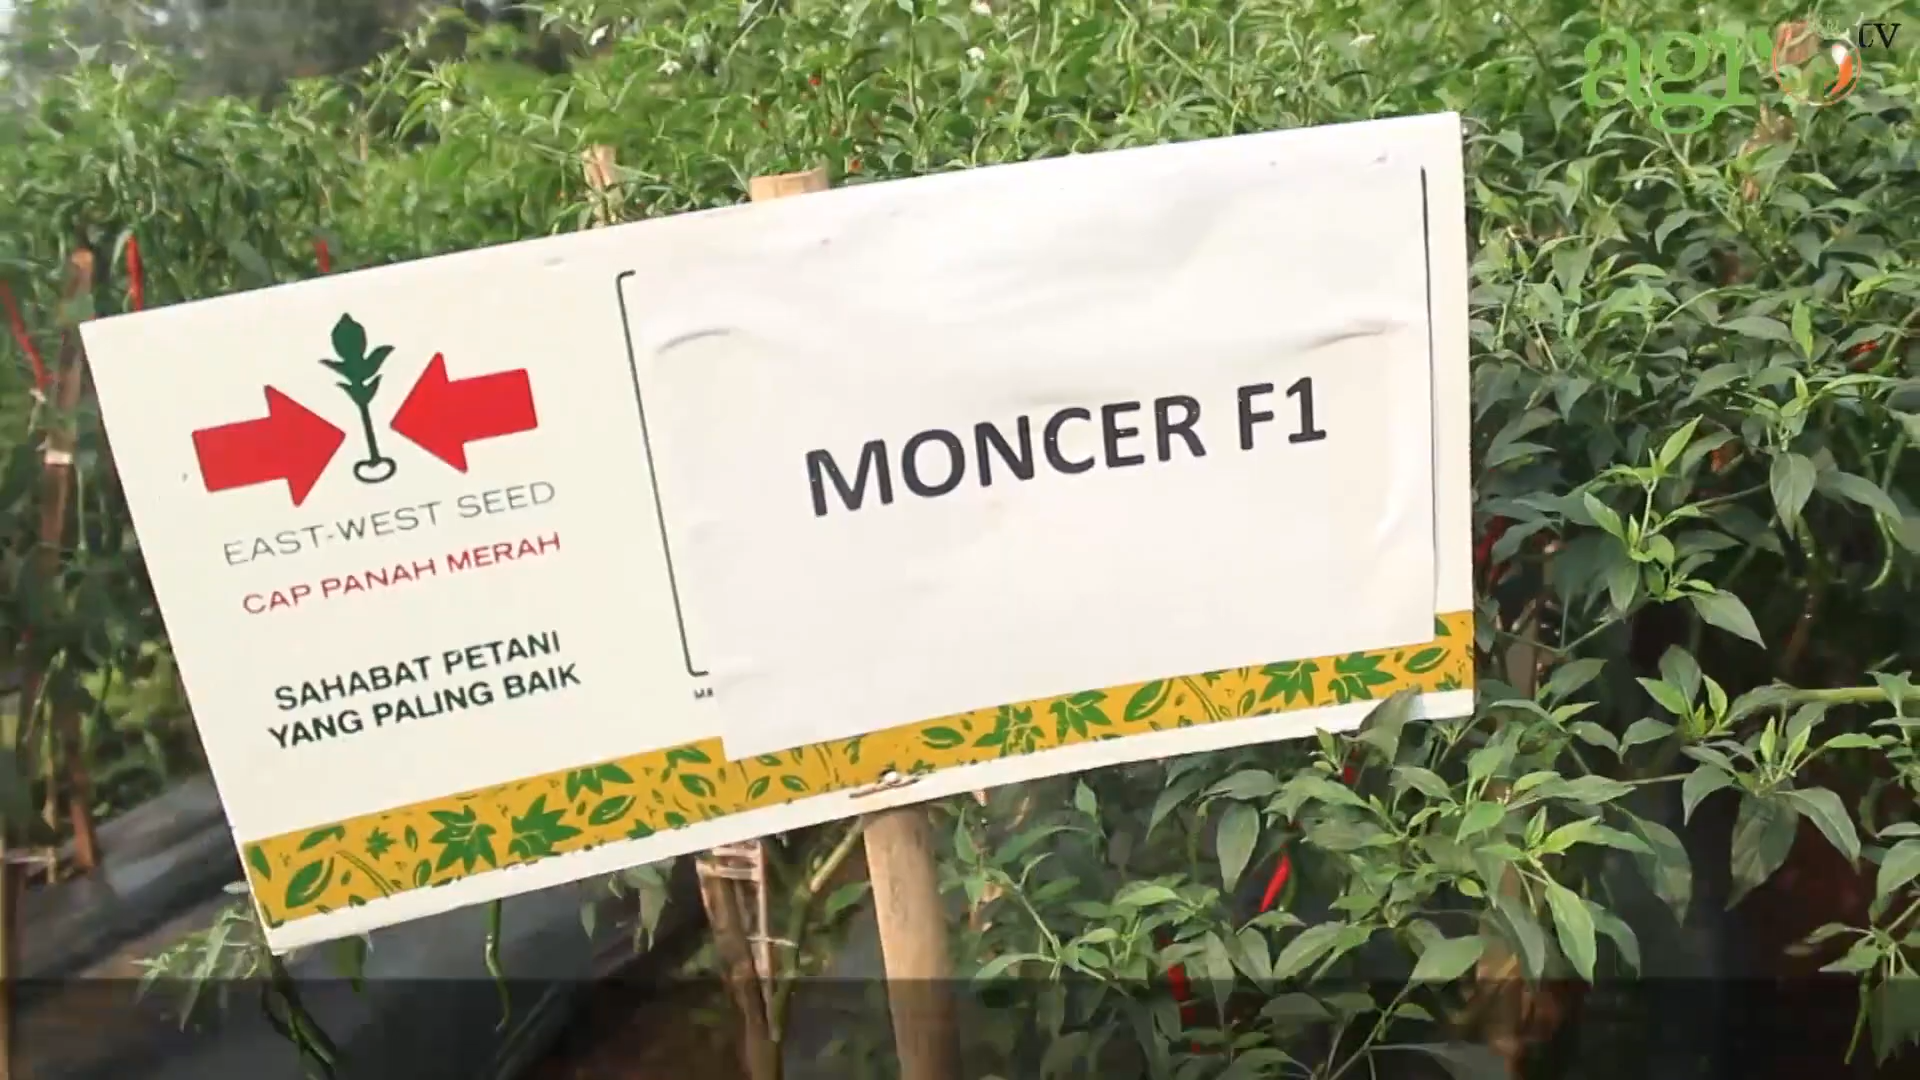 agro tv
EAST-WEST SEED
CAP PANAH MERAH
SAHABAT PETANI
YANG PALING BAIK
MONCER F1